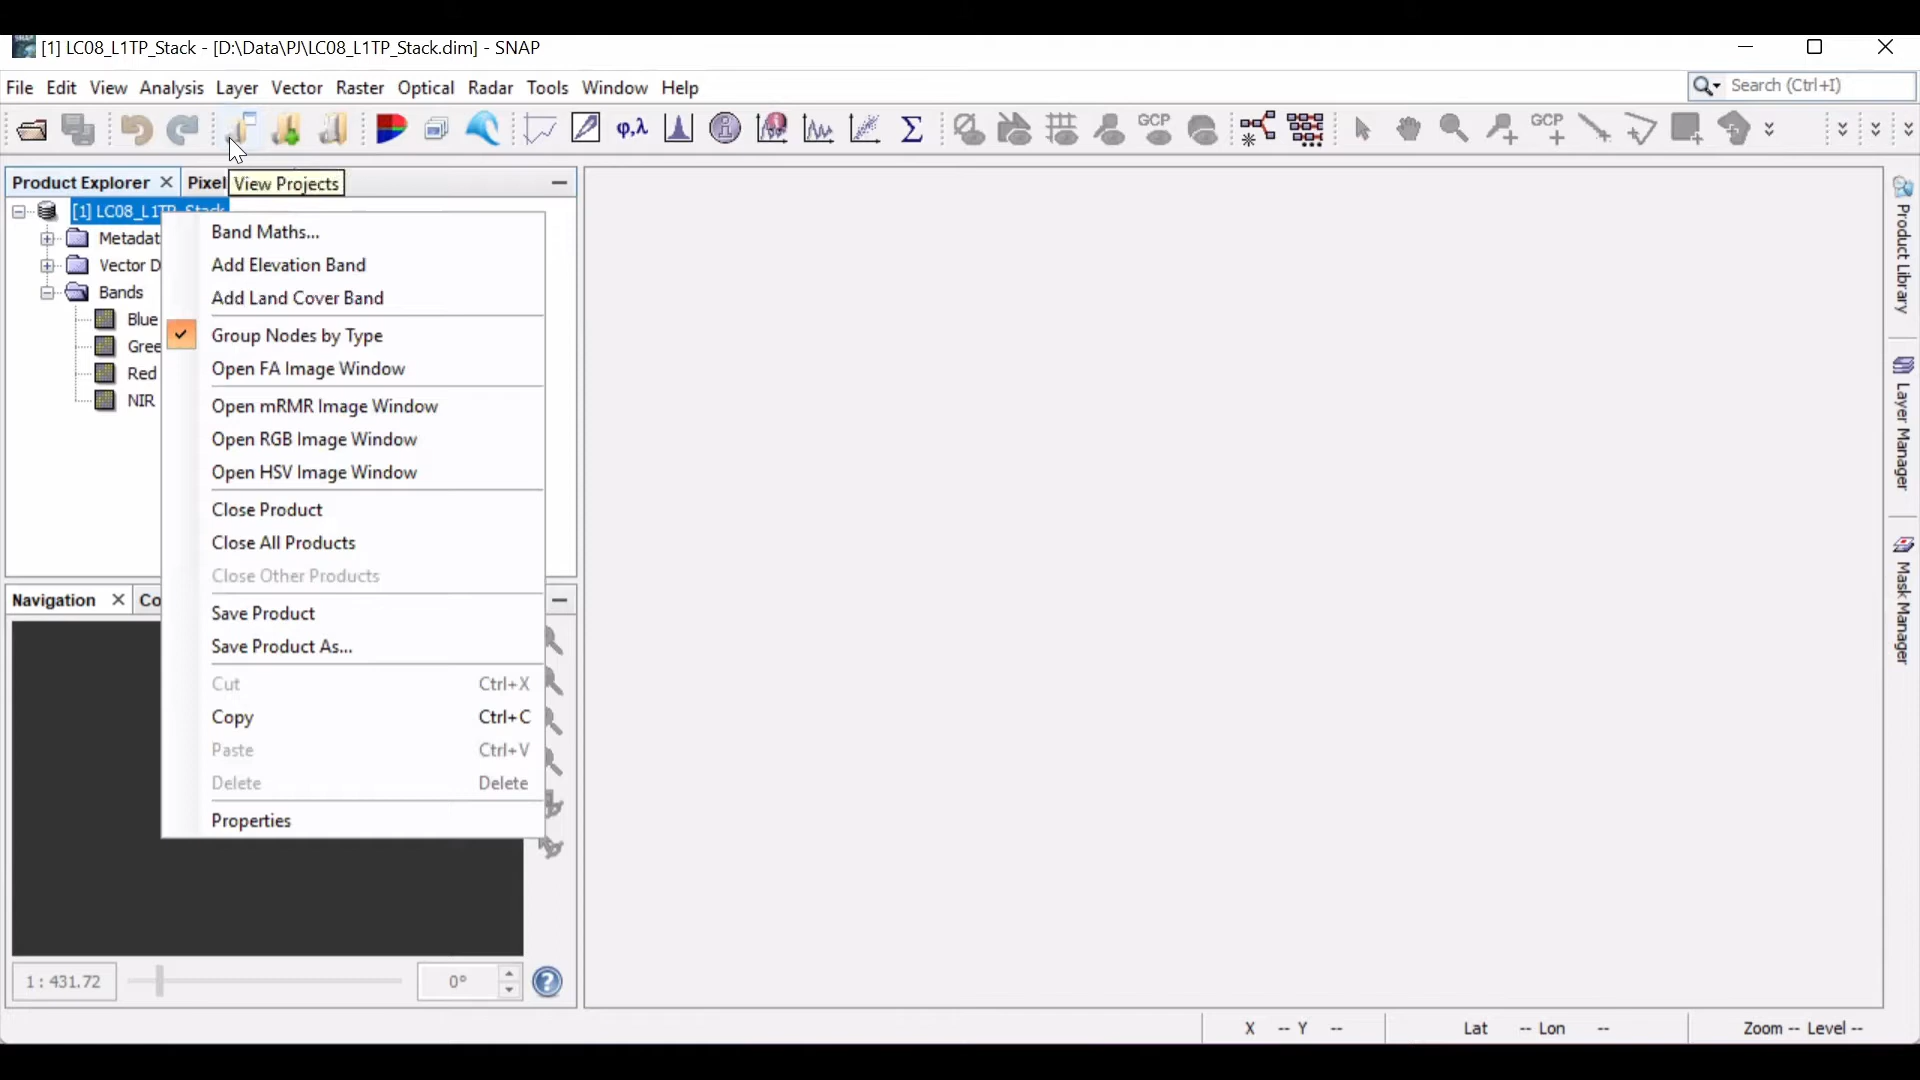 [1] LC08_L1TP_Stack - [D:\Data\PJ\LC08_L1TP_Stack.dim] - SNAP
File Edit View Analysis Layer Vector Raster Optical Radar Tools Window Help
Search (Ctrl+I)
φ,λ
Σ
GCP
GCP
Product Explorer
Pixel
View Projects
[1] LC08_L1TP_Stack
Metadat
Vector D
Bands
Blue
Gree
Red
NIR
Band Maths...
Add Elevation Band
Add Land Cover Band
Group Nodes by Type
Open FA Image Window
Open mRMR Image Window
Open RGB Image Window
Open HSV Image Window
Close Product
Close All Products
Close Other Products
Save Product
Save Product As...
Cut Ctrl+X
Copy Ctrl+C
Paste Ctrl+V
Delete Delete
Properties
Navigation
Co
1 : 431.72
0°
Product Library
Layer Manager
Mask Manager
X -- Y --
Lat -- Lon --
Zoom -- Level --